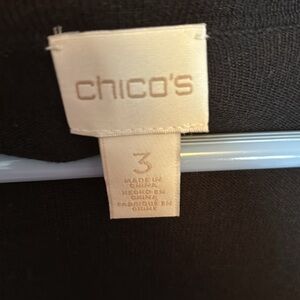 chico's
3
MADE IN
CHINA
HECHO EN
CHINA
FABRIQUÉ EN
CHINE